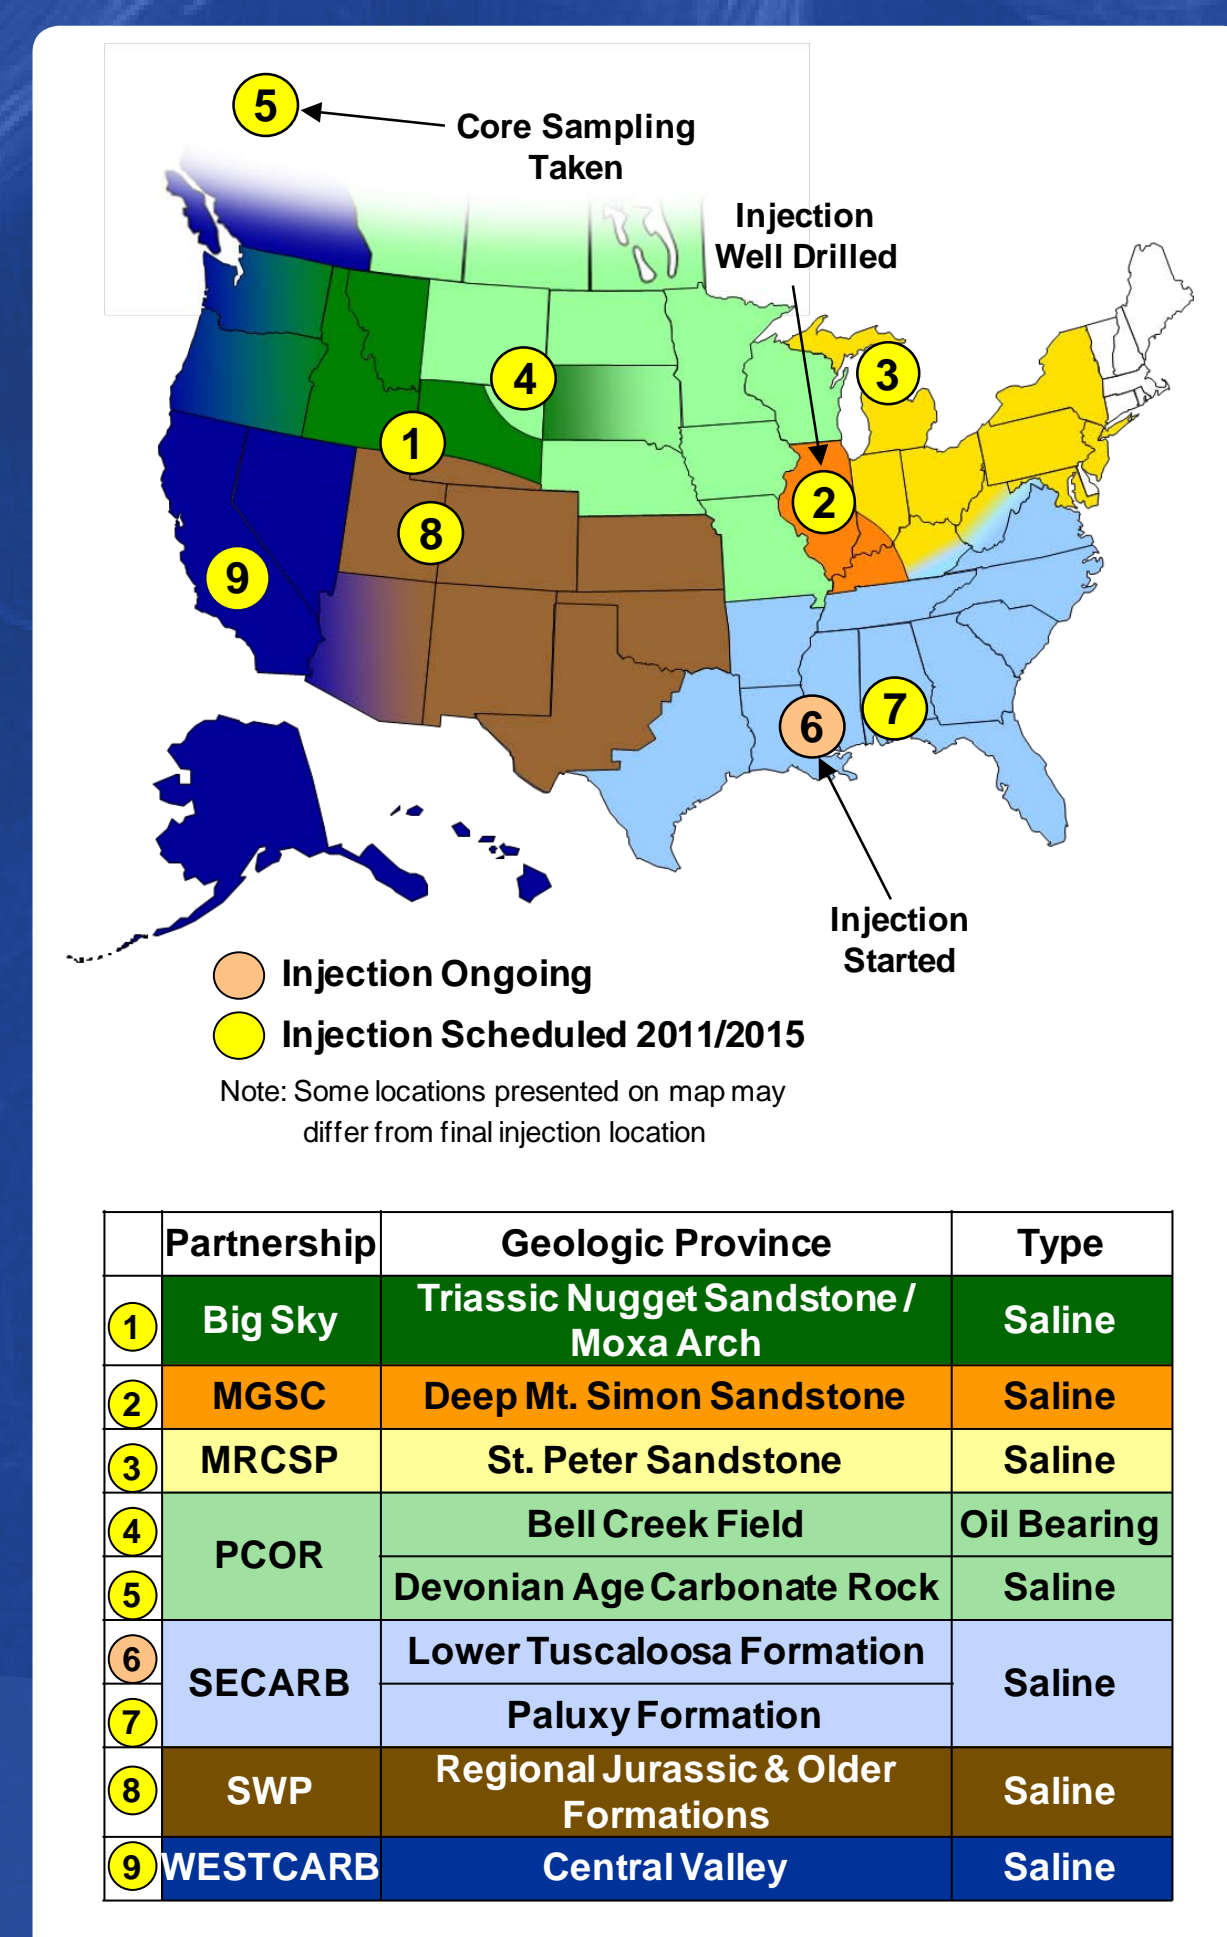 5
Core Sampling
Taken
Injection
Well Drilled
4
3
1
2
8
9
7
6
Injection
Started
Injection Ongoing
Injection Scheduled 2011/2015
Note: Some locations presented on map may
differ from final injection location
Partnership Geologic Province Type
1 Big Sky Triassic Nugget Sandstone / Saline
Moxa Arch
2 MGSC Deep Mt. Simon Sandstone Saline
3 MRCSP St. Peter Sandstone Saline
4 PCOR Bell Creek Field Oil Bearing
5 Devonian Age Carbonate Rock Saline
6 SECARB Lower Tuscaloosa Formation Saline
7 Paluxy Formation
8 SWP Regional Jurassic & Older Saline
Formations
9 WESTCARB Central Valley Saline